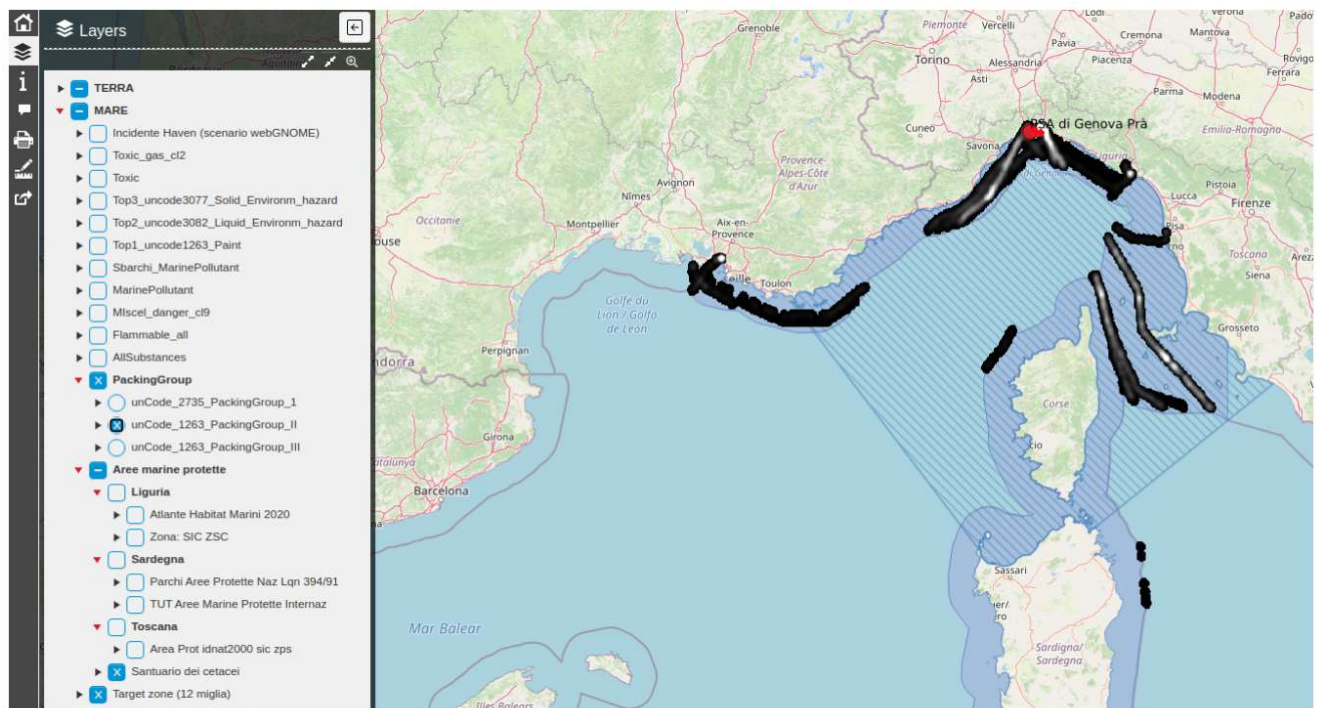 Layers
TERRA
MARE
Incidente Haven (scenario webGNOME)
Toxic_gas_cl2
Toxic
Top3_uncode3077_Solid_Environm_hazard
Top2_uncode3082_Liquid_Environm_hazard
Top1_uncode1263_Paint
Sbarchi_MarinePollutant
MarinePollutant
MIscel_danger_cl9
Flammable_all
AllSubstances
PackingGroup
unCode_2735_PackingGroup_1
unCode_1263_PackingGroup_II
unCode_1263_PackingGroup_III
Aree marine protette
Liguria
Atlante Habitat Marini 2020
Zona: SIC ZSC
Sardegna
Parchi Aree Protette Naz Lqn 394/91
TUT Aree Marine Protette Internaz
Toscana
Area Prot idnat2000 sic zps
Santuario dei cetacei
Target zone (12 miglia)
Grenoble
Piemonte
Vercelli
Lodi
Verona
Pado
Pavia
Cremona
Mantova
Torino
Alessandria
Piacenza
Rovigo
Asti
Ferrara
Parma
Modena
PSA di Genova Prà
Cuneo
Savona
Emilia-Romagna
Liguria
Provence-
Alpes-Côte
d'Azur
Avignon
Nîmes
Lucca
Pistoia
Firenze
Occitanie
Montpellier
Aix-en-
Provence
Pisa
Toscana
Siena
Toulon
Golfe du
Lion / Golfo
de León
Grosseto
Perpignan
Corse
Girona
Barcelona
Sassari
Mar Balear
Sardigna/
Sardegna
Illes Balears